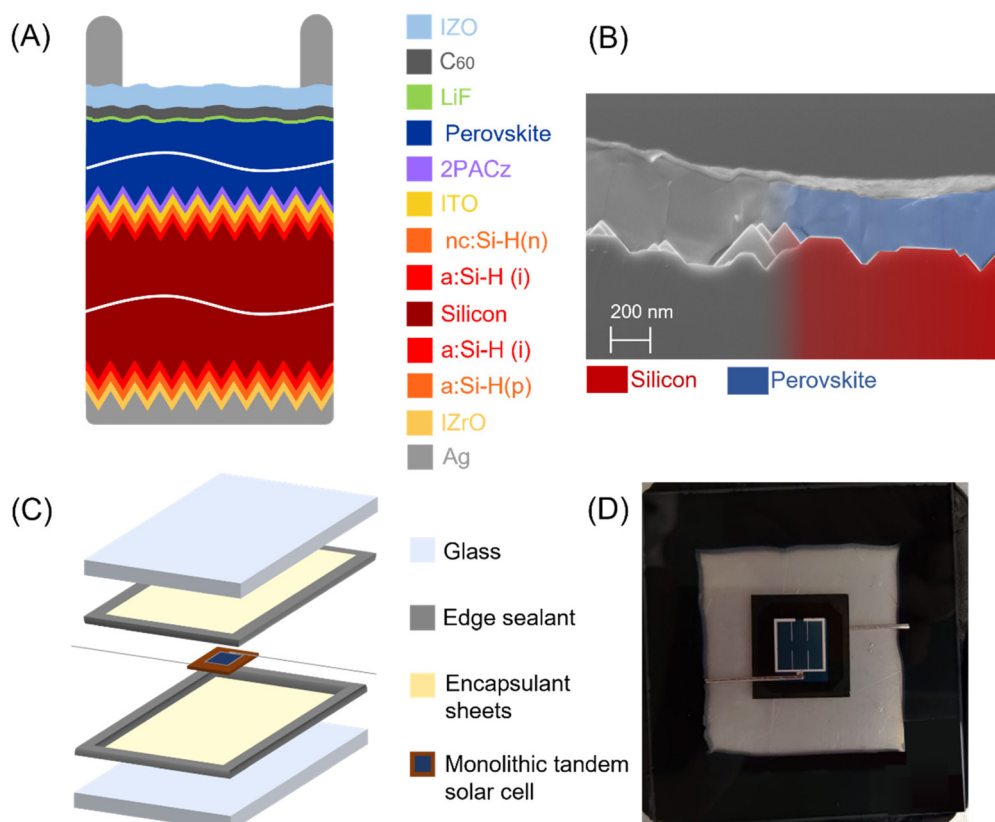 (A)
IZO
C60
LiF
Perovskite
2PACz
ITO
nc:Si-H(n)
a:Si-H (i)
Silicon
a:Si-H (i)
a:Si-H(p)
IZrO
Ag
(B)
200 nm
Silicon
Perovskite
(C)
Glass
Edge sealant
Encapsulant
sheets
Monolithic tandem
solar cell
(D)